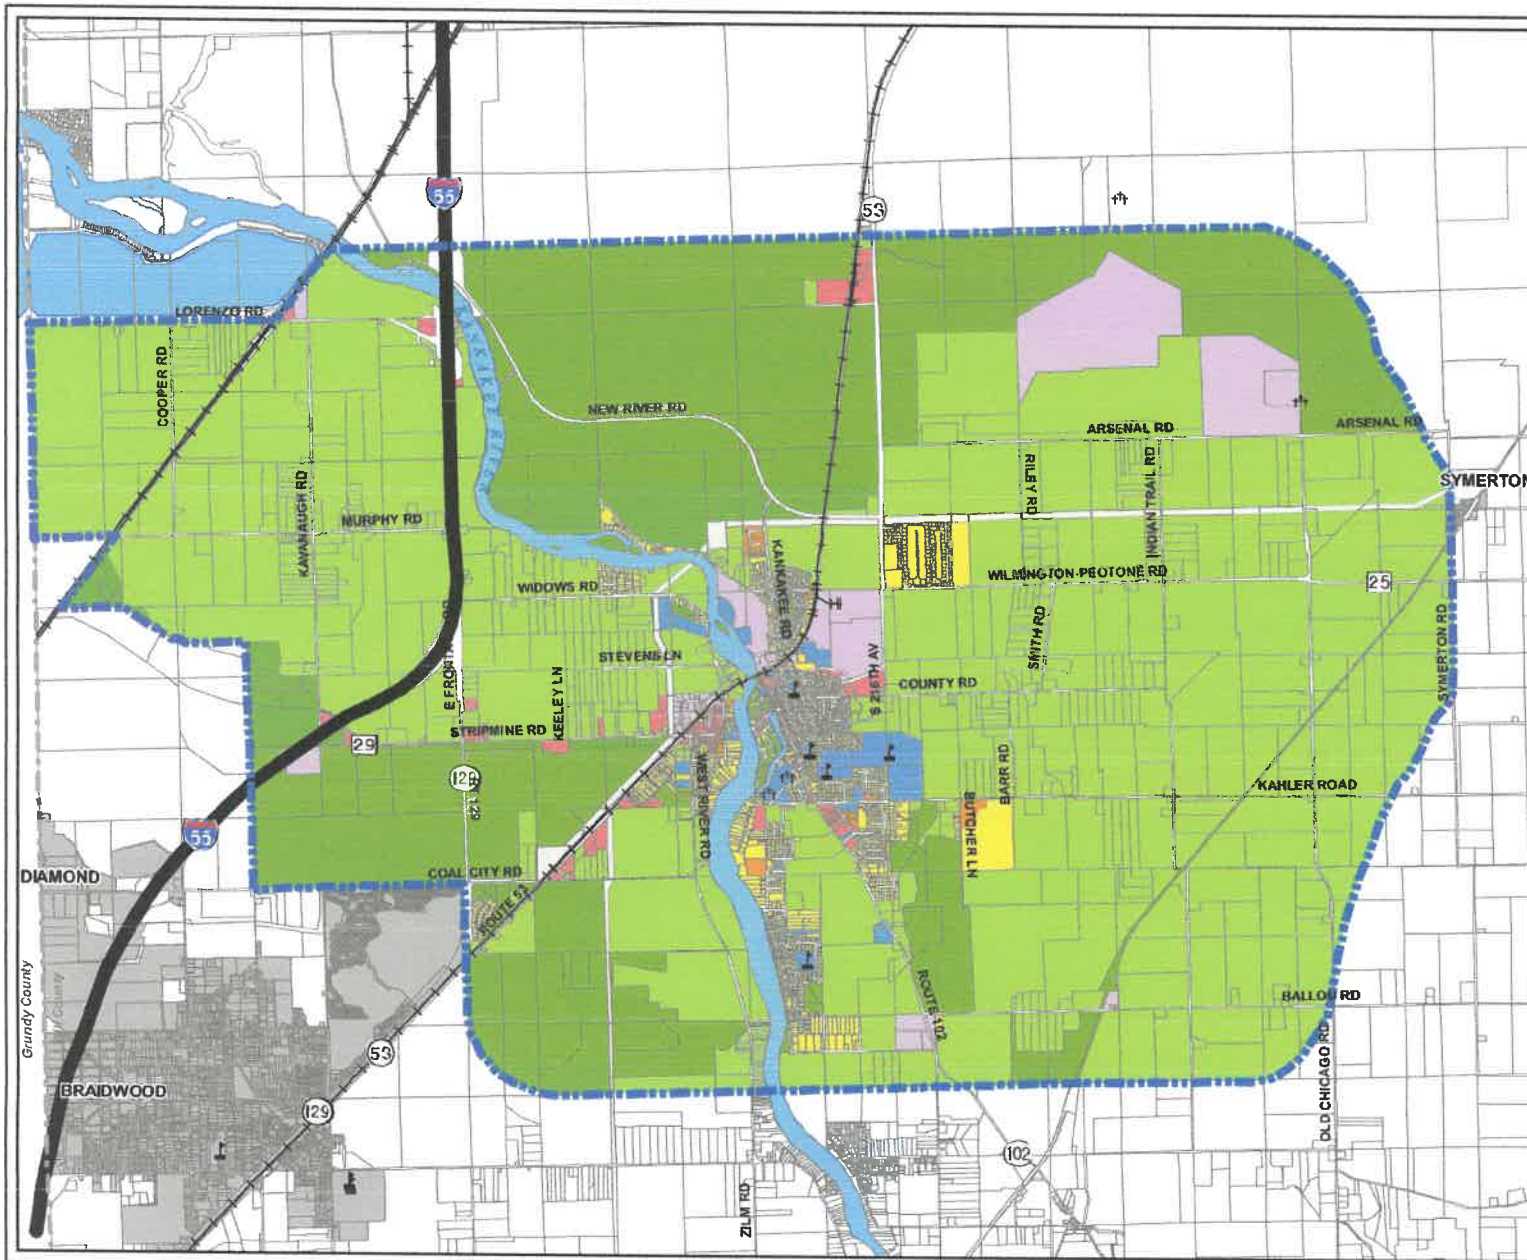 55
53
LORENZO RD
COOPER RD
KANKAKEE RIVER
NEW RIVER RD
ARSENAL RD
ARSENAL RD
RILEY RD
INDIAN TRAIL RD
SYMERTON
KAVANAUGH RD
MURPHY RD
KANKAKEE RD
WIDOWS RD
WILMINGTON-PEOTONE RD
25
SMITH RD
SYMERTON RD
STEVENS LN
KEELEY LN
S 216TH AV
COUNTY RD
STRIPMINE RD
29
129
WEST RIVER RD
BARR RD
BUTCHER LN
KAHLER ROAD
55
DIAMOND
COAL CITY RD
ROUTE 53
ROUTE 102
BALLOU RD
Grundy County
53
OLD CHICAGO RD
BRAIDWOOD
129
102
ZILM RD